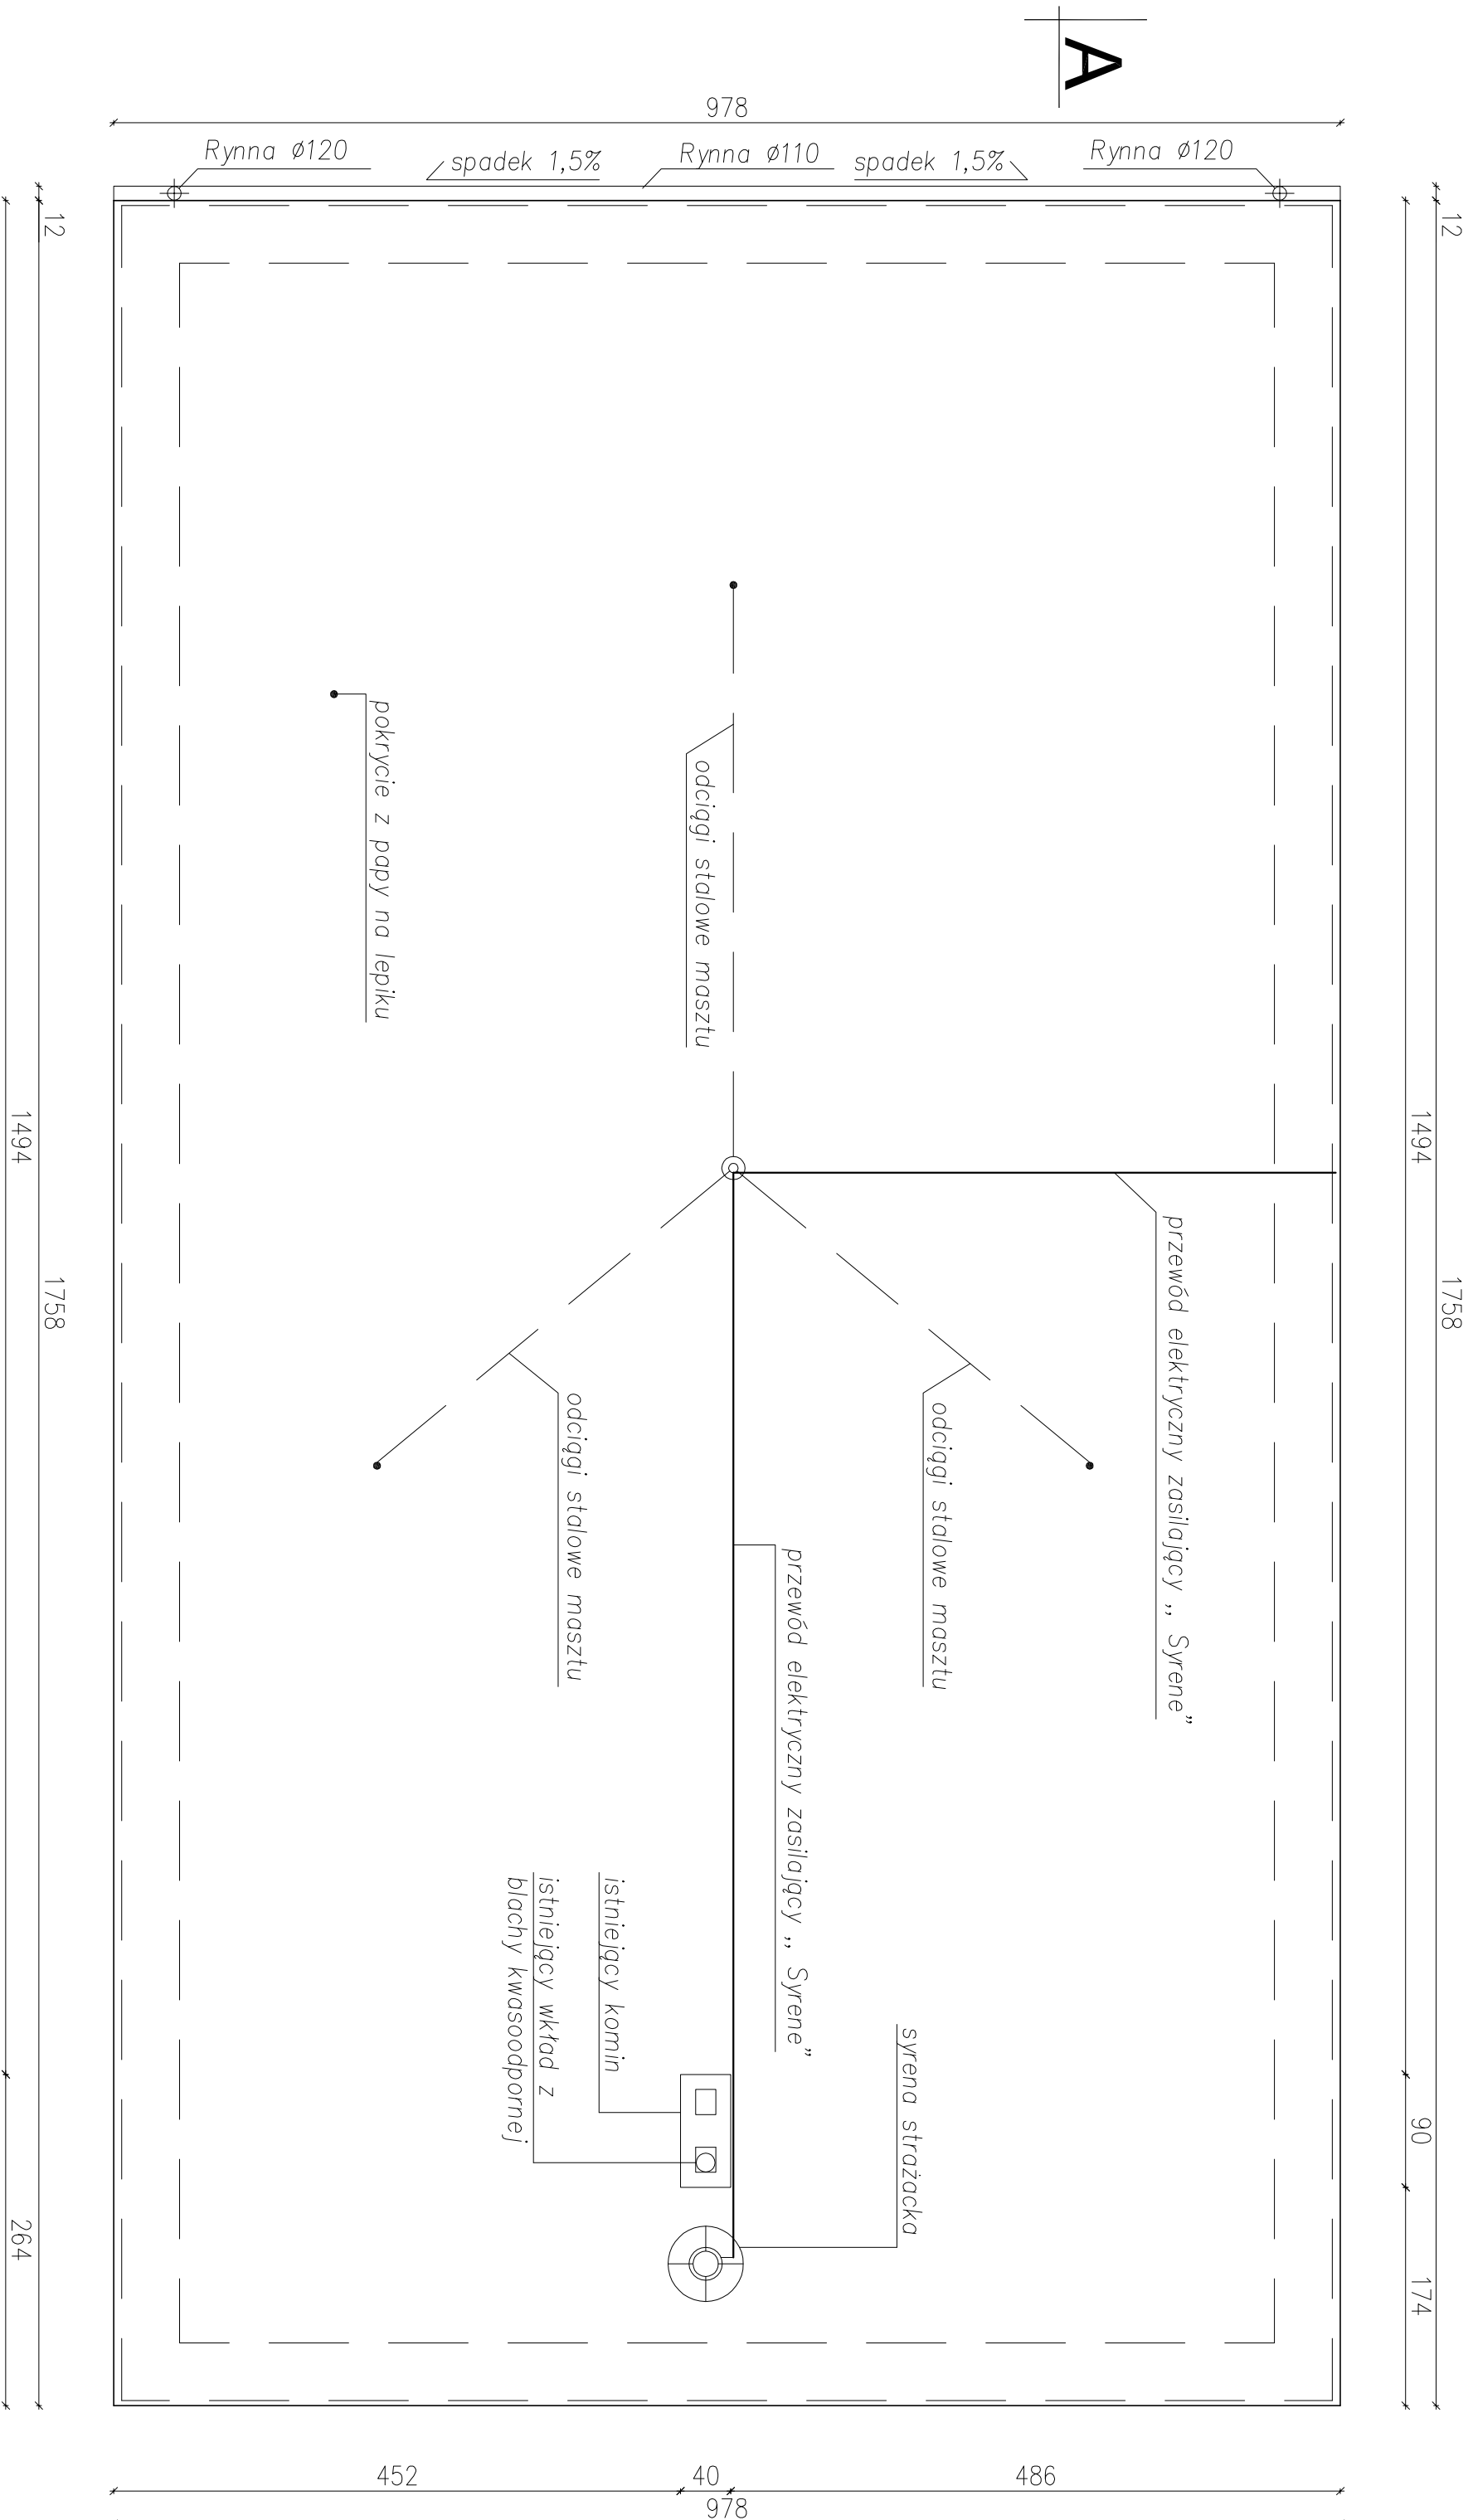 A
978
Rynna ø120
spadek 1,5%
Rynna ø110
spadek 1,5%
Rynna ø120
12
12
pokrycie z papy na lepiku
odciągi stalowe masztu
1494
1758
1494
1758
przewód elektryczny zasilający ,, Syrene”
odciągi stalowe masztu
odciągi stalowe masztu
przewód elektryczny zasilający ,, Syrene”
istniejący komin
istniejący wkład z
blachy kwasoodpornej
syrena strażacka
90
264
174
452
40
486
978